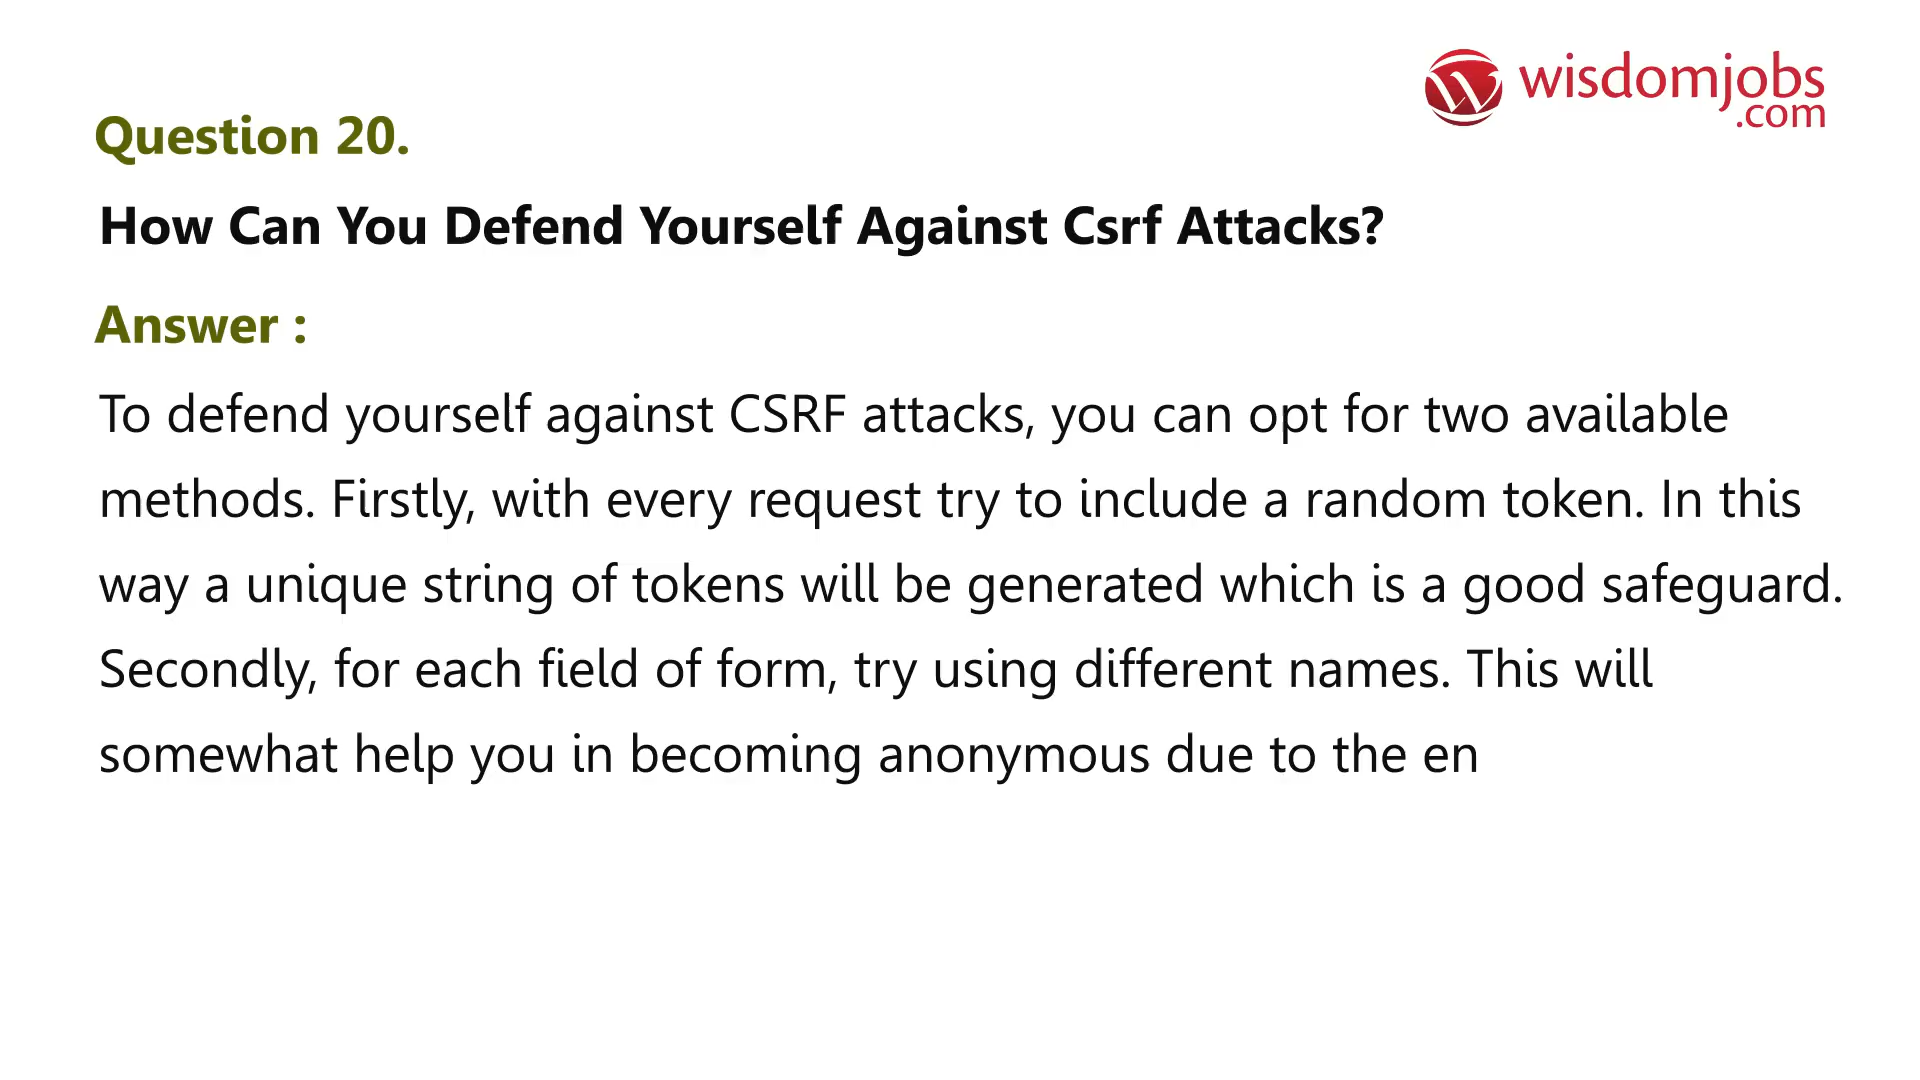 wisdomjobs
.com
Question 20.
How Can You Defend Yourself Against Csrf Attacks?
Answer :
To defend yourself against CSRF attacks, you can opt for two available
methods. Firstly, with every request try to include a random token. In this
way a unique string of tokens will be generated which is a good safeguard.
Secondly, for each field of form, try using different names. This will
somewhat help you in becoming anonymous due to the en